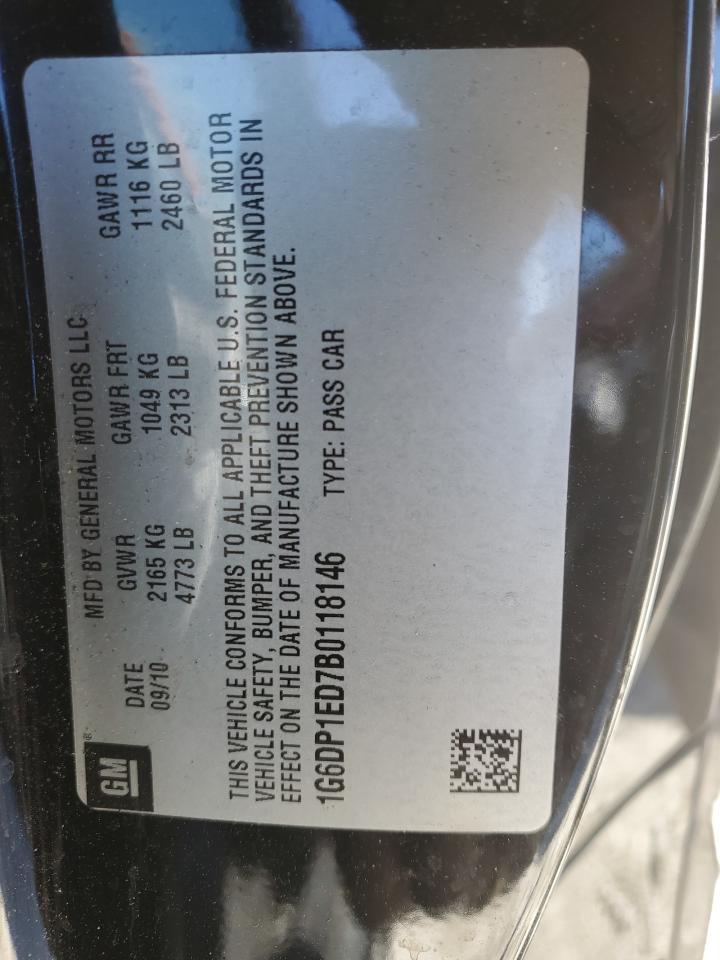 GM®
MFD BY GENERAL MOTORS LLC
DATE GVWR GAWR FRT GAWR RR
09/10 2165 KG 1049 KG 1116 KG
4773 LB 2313 LB 2460 LB
THIS VEHICLE CONFORMS TO ALL APPLICABLE U.S. FEDERAL MOTOR
VEHICLE SAFETY, BUMPER, AND THEFT PREVENTION STANDARDS IN
EFFECT ON THE DATE OF MANUFACTURE SHOWN ABOVE.
1G6DP1ED7B0118146 TYPE: PASS CAR